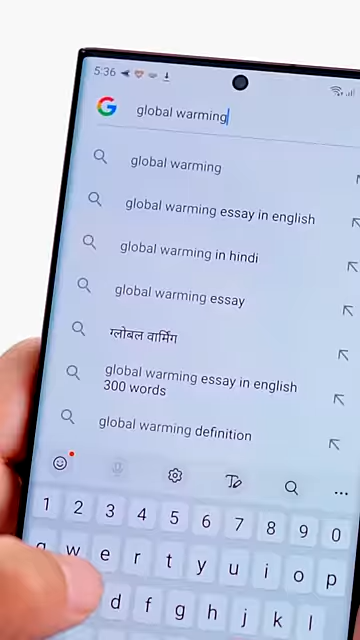 5:36
G global warming
global warming
global warming essay in english
global warming in hindi
global warming essay
ग्लोबल वार्मिंग
global warming essay in english
300 words
global warming definition
1 2 3 4 5 6 7 8 9 0
q w e r t y u i o p
d f g h j k l